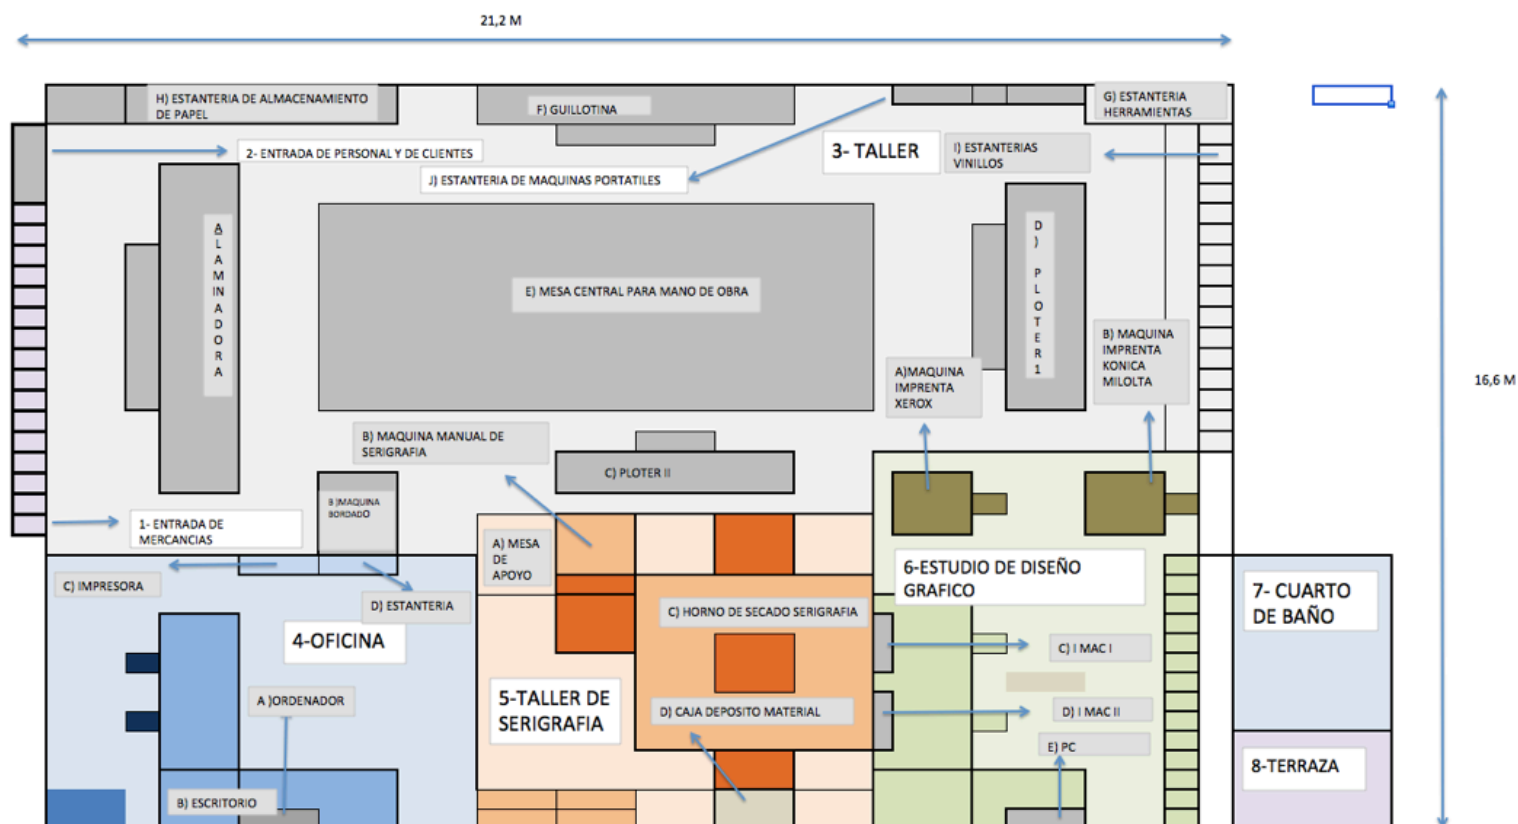 21,2 M
H) ESTANTERIA DE ALMACENAMIENTO
DE PAPEL
F) GUILLOTINA
G) ESTANTERIA
HERRAMIENTAS
2- ENTRADA DE PERSONAL Y DE CLIENTES
3- TALLER
I) ESTANTERIAS
VINILLOS
J) ESTANTERIA DE MAQUINAS PORTATILES
A
L
A
M
IN
A
D
O
R
A
E) MESA CENTRAL PARA MANO DE OBRA
D
)
P
L
O
T
E
R
1
B) MAQUINA
IMPRENTA
KONICA
MILOLTA
A)MAQUINA
IMPRENTA
XEROX
16,6 M
B) MAQUINA MANUAL DE
SERIGRAFIA
C) PLOTER II
B )MAQUINA
BORDADO
1- ENTRADA DE
MERCANCIAS
A) MESA
DE
APOYO
C) IMPRESORA
D) ESTANTERIA
6-ESTUDIO DE DISEÑO
GRAFICO
7- CUARTO
DE BAÑO
C) HORNO DE SECADO SERIGRAFIA
4-OFICINA
C) I MAC I
A )ORDENADOR
5-TALLER DE
SERIGRAFIA
D) CAJA DEPOSITO MATERIAL
D) I MAC II
E) PC
8-TERRAZA
B) ESCRITORIO